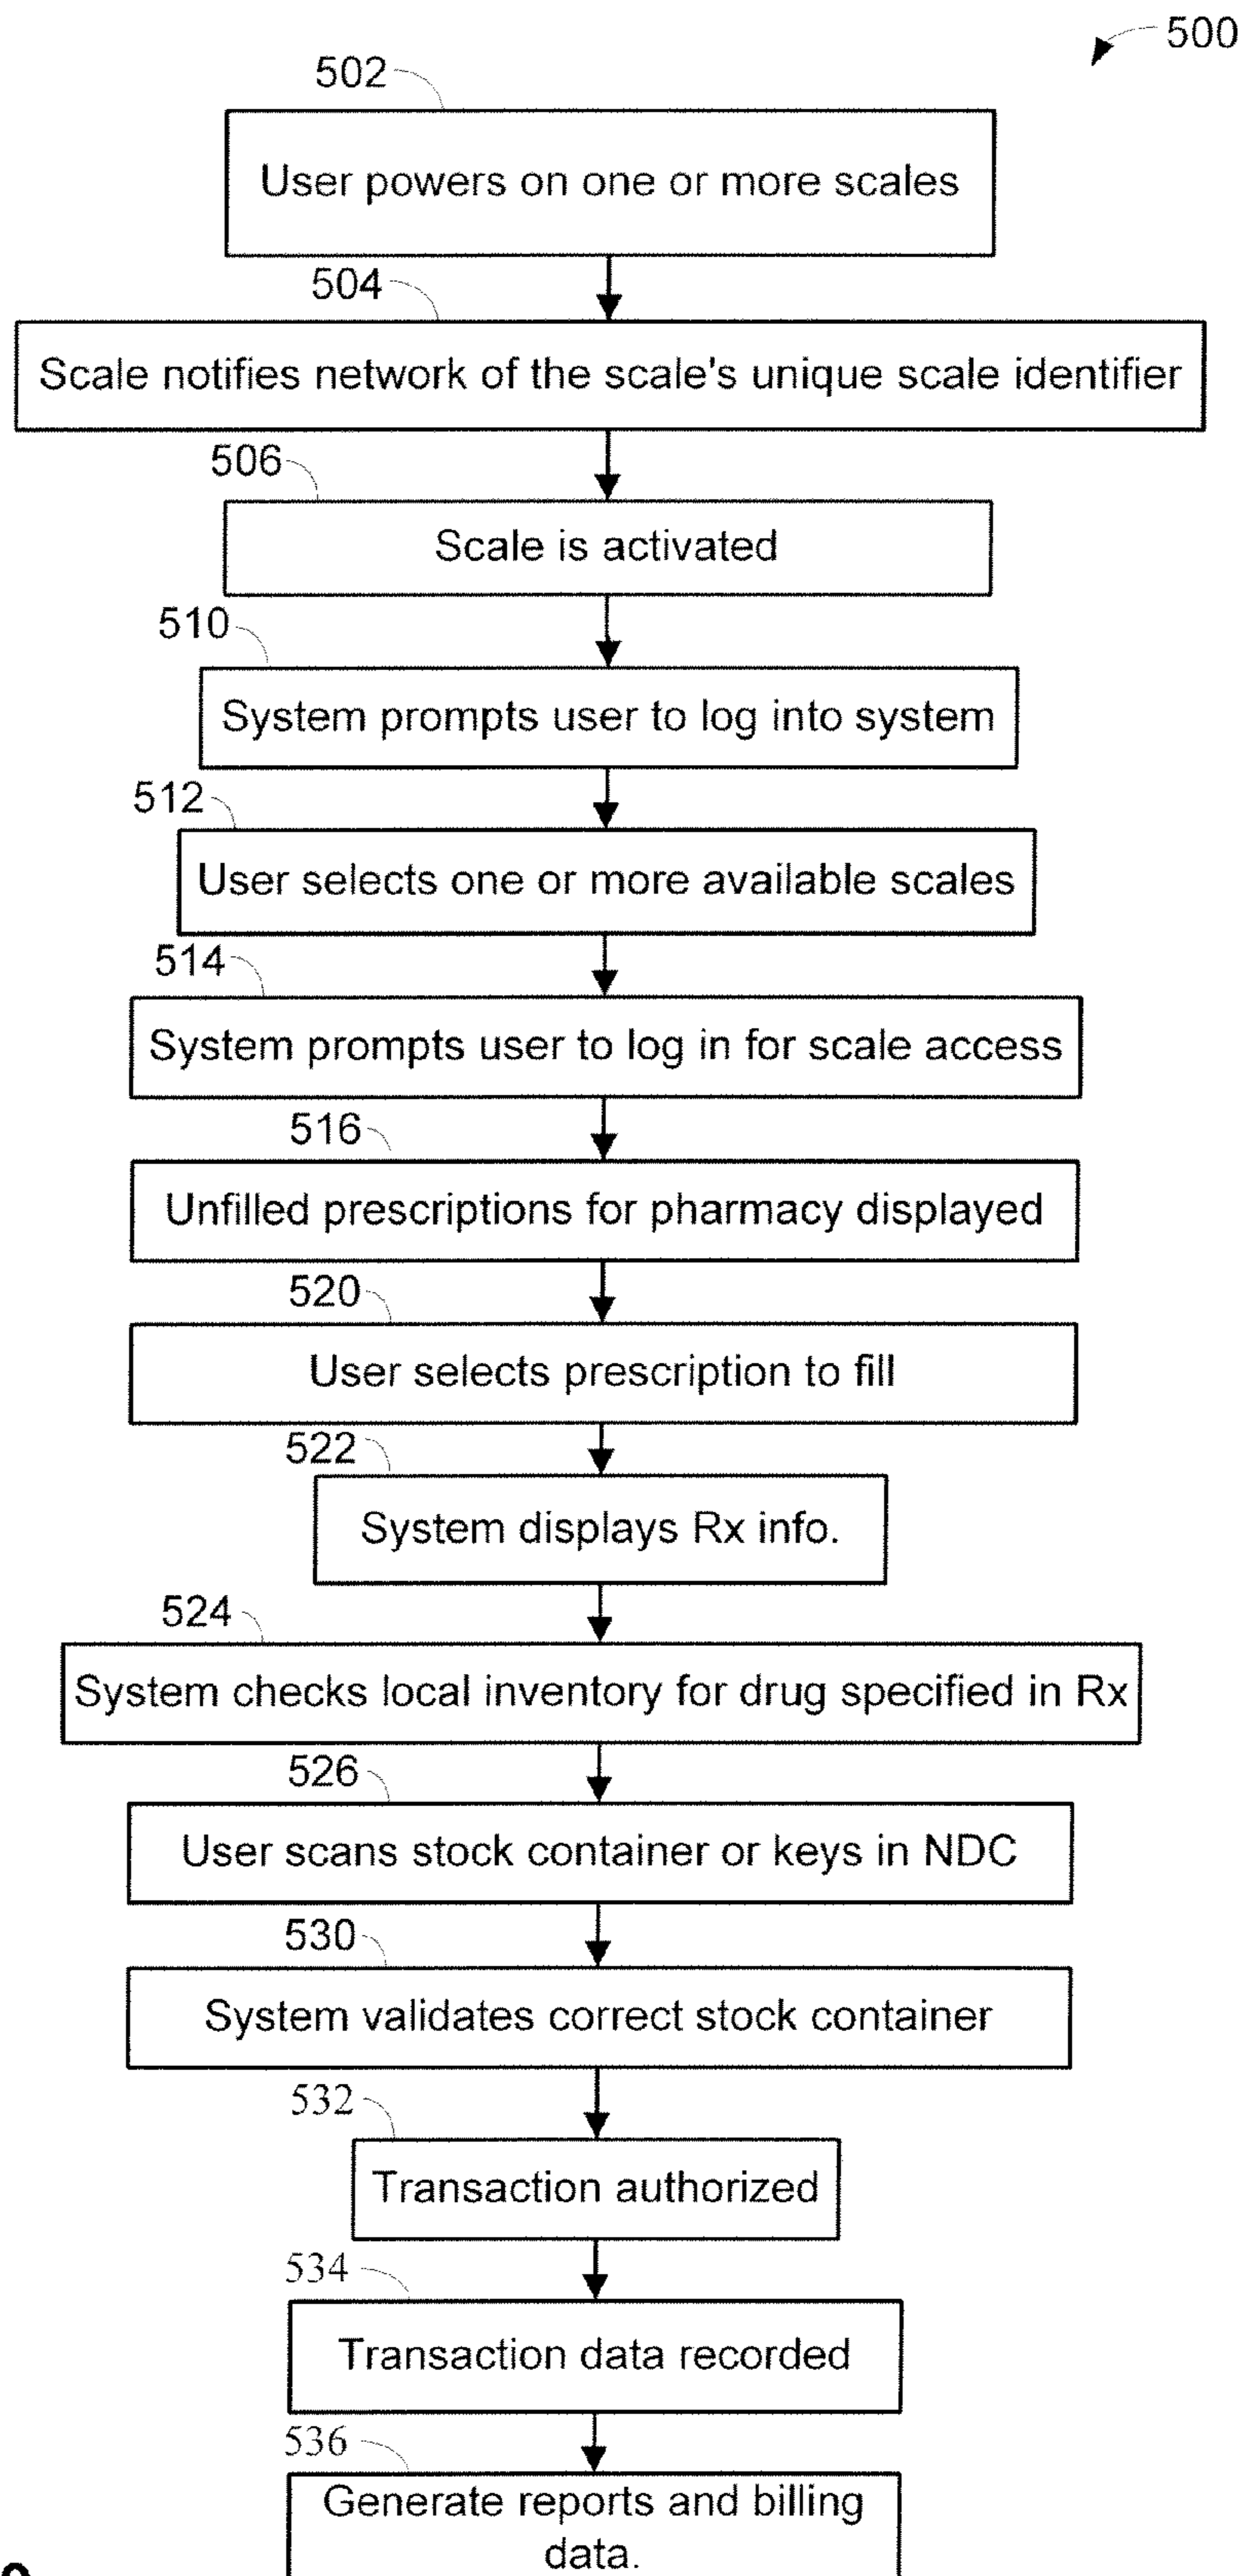 500
502
User powers on one or more scales
504
Scale notifies network of the scale's unique scale identifier
506
Scale is activated
510
System prompts user to log into system
512
User selects one or more available scales
514
System prompts user to log in for scale access
516
Unfilled prescriptions for pharmacy displayed
520
User selects prescription to fill
522
System displays Rx info.
524
System checks local inventory for drug specified in Rx
526
User scans stock container or keys in NDC
530
System validates correct stock container
532
Transaction authorized
534
Transaction data recorded
536
Generate reports and billing
data.